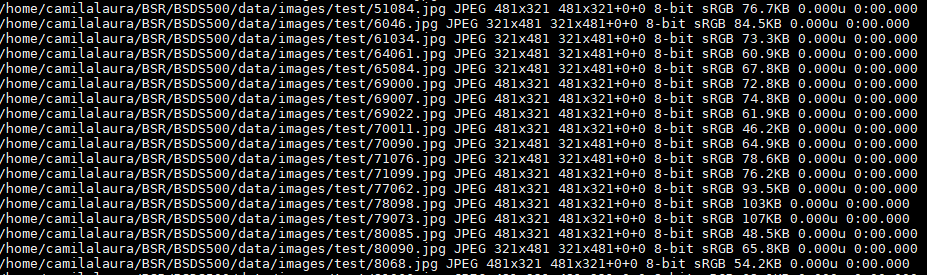 /home/camilalaura/BSR/BSDS500/data/images/test/51084.jpg JPEG 481x321 481x321+0+0 8-bit sRGB 76.7KB 0.000u 0:00.000
/home/camilalaura/BSR/BSDS500/data/images/test/6046.jpg JPEG 321x481 321x481+0+0 8-bit sRGB 84.5KB 0.000u 0:00.000
/home/camilalaura/BSR/BSDS500/data/images/test/61034.jpg JPEG 321x481 321x481+0+0 8-bit sRGB 73.3KB 0.000u 0:00.000
/home/camilalaura/BSR/BSDS500/data/images/test/64061.jpg JPEG 321x481 321x481+0+0 8-bit sRGB 60.9KB 0.000u 0:00.000
/home/camilalaura/BSR/BSDS500/data/images/test/65084.jpg JPEG 321x481 321x481+0+0 8-bit sRGB 67.8KB 0.000u 0:00.000
/home/camilalaura/BSR/BSDS500/data/images/test/69000.jpg JPEG 481x321 481x321+0+0 8-bit sRGB 72.8KB 0.000u 0:00.000
/home/camilalaura/BSR/BSDS500/data/images/test/69007.jpg JPEG 481x321 481x321+0+0 8-bit sRGB 74.8KB 0.000u 0:00.000
/home/camilalaura/BSR/BSDS500/data/images/test/69022.jpg JPEG 481x321 481x321+0+0 8-bit sRGB 61.9KB 0.000u 0:00.000
/home/camilalaura/BSR/BSDS500/data/images/test/70011.jpg JPEG 481x321 481x321+0+0 8-bit sRGB 46.2KB 0.000u 0:00.000
/home/camilalaura/BSR/BSDS500/data/images/test/70090.jpg JPEG 321x481 321x481+0+0 8-bit sRGB 64.9KB 0.000u 0:00.000
/home/camilalaura/BSR/BSDS500/data/images/test/71076.jpg JPEG 321x481 321x481+0+0 8-bit sRGB 78.6KB 0.000u 0:00.000
/home/camilalaura/BSR/BSDS500/data/images/test/71099.jpg JPEG 481x321 481x321+0+0 8-bit sRGB 76.2KB 0.000u 0:00.000
/home/camilalaura/BSR/BSDS500/data/images/test/77062.jpg JPEG 481x321 481x321+0+0 8-bit sRGB 93.5KB 0.000u 0:00.000
/home/camilalaura/BSR/BSDS500/data/images/test/78098.jpg JPEG 481x321 481x321+0+0 8-bit sRGB 103KB 0.000u 0:00.000
/home/camilalaura/BSR/BSDS500/data/images/test/79073.jpg JPEG 481x321 481x321+0+0 8-bit sRGB 107KB 0.000u 0:00.000
/home/camilalaura/BSR/BSDS500/data/images/test/80085.jpg JPEG 481x321 481x321+0+0 8-bit sRGB 48.5KB 0.000u 0:00.000
/home/camilalaura/BSR/BSDS500/data/images/test/80090.jpg JPEG 321x481 321x481+0+0 8-bit sRGB 65.8KB 0.000u 0:00.000
/home/camilalaura/BSR/BSDS500/data/images/test/8068.jpg JPEG 481x321 481x321+0+0 8-bit sRGB 54.2KB 0.000u 0:00.000